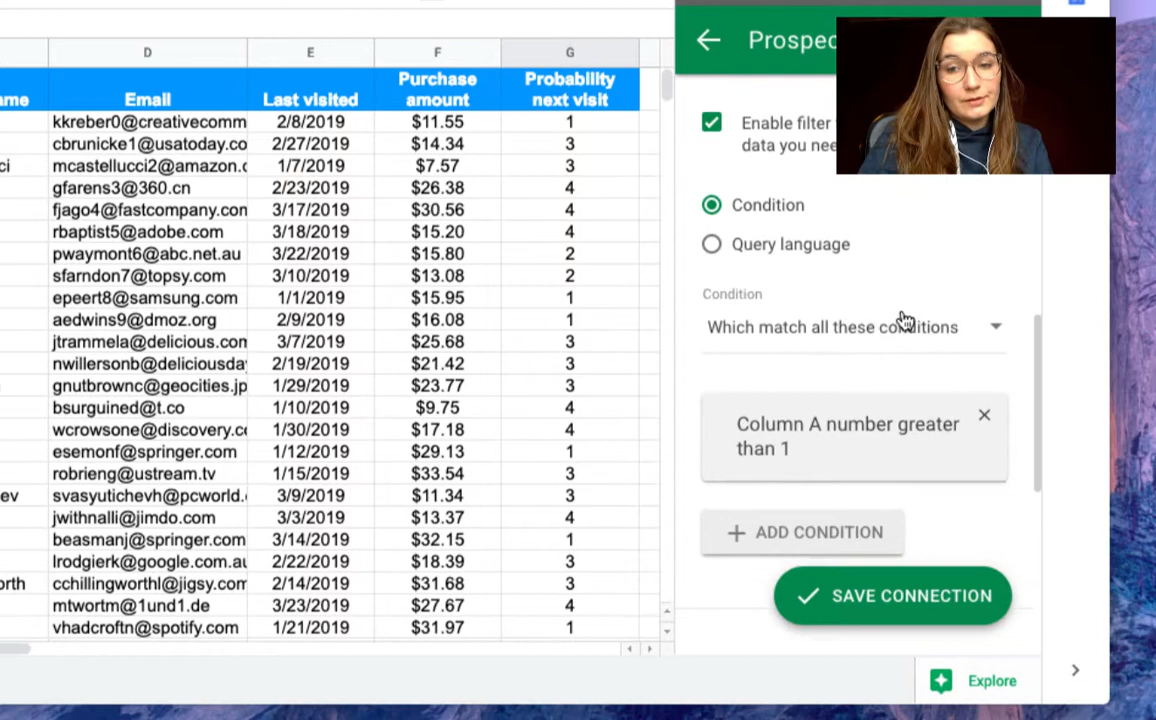 Prospec
D E F G
ame Email Last visited Purchase amount Probability next visit
kkreber0@creativecomm 2/8/2019 $11.55 1
cbrunicke1@usatoday.co 2/27/2019 $14.34 3
ci mcastellucci2@amazon.c 1/7/2019 $7.57 3
gfarens3@360.cn 2/23/2019 $26.38 4
fjago4@fastcompany.con 3/17/2019 $30.56 4
rbaptist5@adobe.com 3/18/2019 $15.20 4
pwaymont6@abc.net.au 3/22/2019 $15.80 2
sfarndon7@topsy.com 3/10/2019 $13.08 2
epeert8@samsung.com 1/1/2019 $15.95 1
aedwins9@dmoz.org 2/9/2019 $16.08 1
jtrammela@delicious.con 3/7/2019 $25.68 3
nwillersonb@deliciousda 2/19/2019 $21.42 3
gnutbrownc@geocities.jp 1/29/2019 $23.77 3
bsurguined@t.co 1/10/2019 $9.75 4
wcrowsone@discovery.co 1/30/2019 $17.18 4
esemonf@springer.com 1/12/2019 $29.13 1
robrieng@ustream.tv 1/15/2019 $33.54 3
ev svasyutichevh@pcworld. 3/9/2019 $11.34 3
jwithnalli@jimdo.com 3/3/2019 $13.37 4
beasmanj@springer.com 3/14/2019 $32.15 1
lrodgierk@google.com.au 2/22/2019 $18.39 3
orth cchillingworthl@jigsy.com 2/14/2019 $31.68 3
mtwortm@1und1.de 3/23/2019 $27.67 4
vhadcroftn@spotify.com 1/21/2019 $31.97 1
Enable filter
data you nee
Condition
Query language
Condition
Which match all these conditions
Column A number greater
than 1
ADD CONDITION
SAVE CONNECTION
Explore